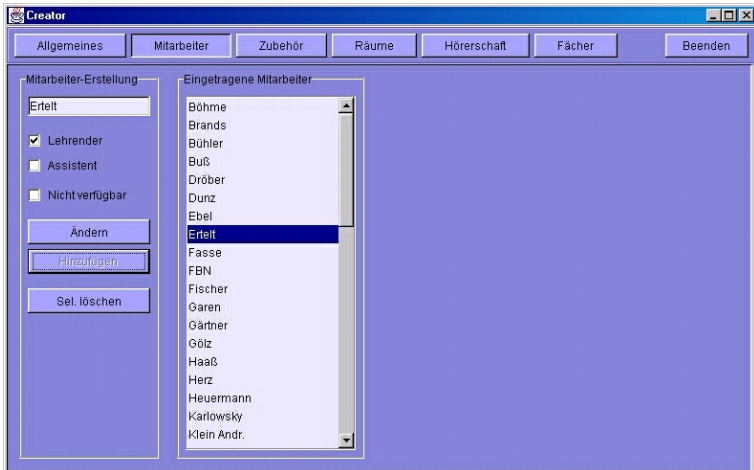 Creator
Allgemeines Mitarbeiter Zubehör Räume Hörerschaft Fächer Beenden
Mitarbeiter-Erstellung
Ertelt
Lehrender
Assistent
Nicht verfügbar
Ändern
Hinzufügen
Sel. löschen
Eingetragene Mitarbeiter
Böhme
Brands
Bühler
Buß
Dröber
Dunz
Ebel
Ertelt
Fasse
FBN
Fischer
Garen
Gärtner
Gölz
Haaß
Herz
Heuermann
Karlowsky
Klein Andr.